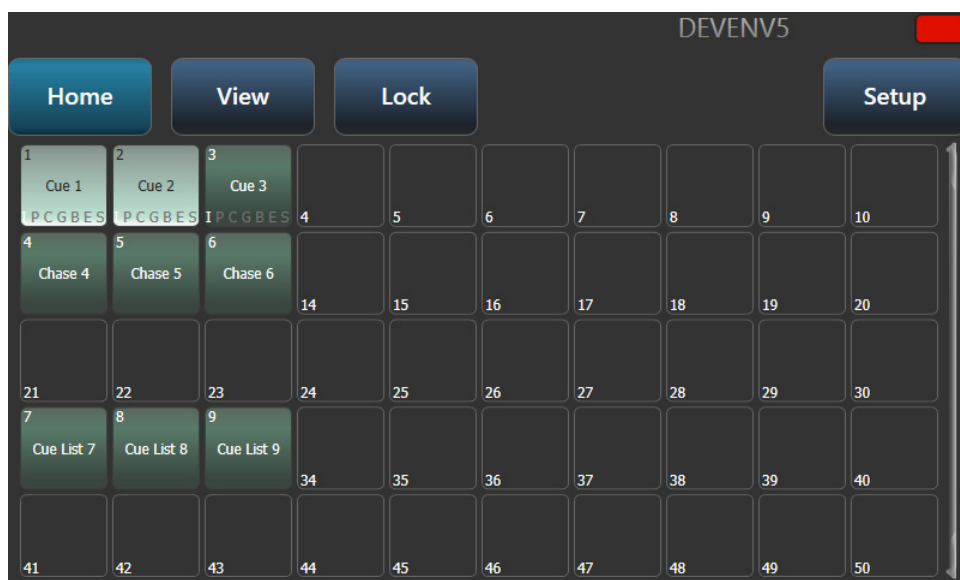 DEVENV5
Home View Lock Setup
1 2 3
Cue 1 Cue 2 Cue 3
I P C G B E S I P C G B E S I P C G B E S 4 5 6 7 8 9 10
4 5 6
Chase 4 Chase 5 Chase 6
14 15 16 17 18 19 20
21 22 23 24 25 26 27 28 29 30
7 8 9
Cue List 7 Cue List 8 Cue List 9
34 35 36 37 38 39 40
41 42 43 44 45 46 47 48 49 50